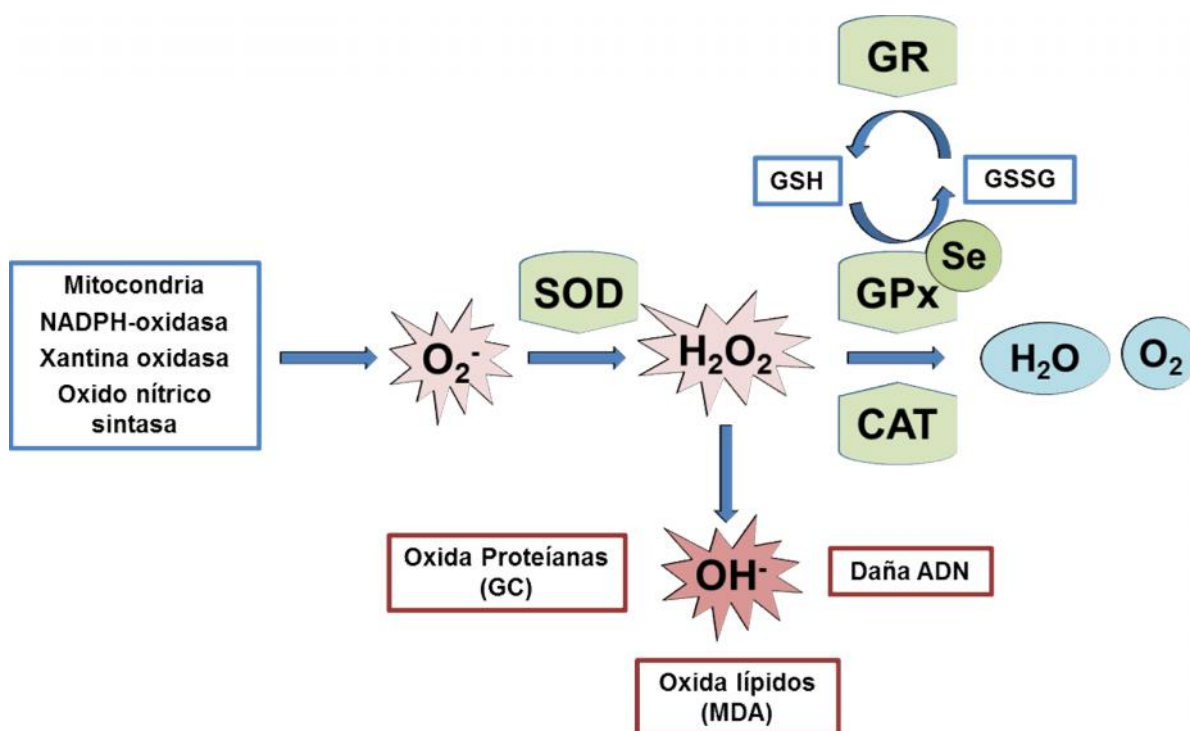 GR
GSH
GSSG
Se
Mitocondria
NADPH-oxidasa
Xantina oxidasa
Oxido nítrico
sintasa
SOD
GPx
O₂⁻
H₂O₂
H₂O
O₂
CAT
Oxida Proteíanas
(GC)
OH⁻
Daña ADN
Oxida lípidos
(MDA)